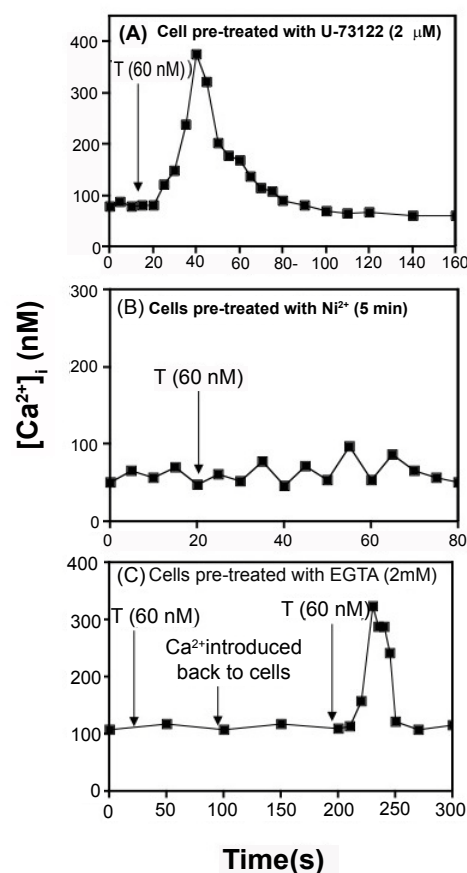 (A) Cell pre-treated with U-73122 (2 μM)
T (60 nM)
400
300
200
100
0
0 20 40 60 80- 100 120 140 160
(B) Cells pre-treated with Ni²⁺ (5 min)
T (60 nM)
300
200
100
0
0 20 40 60 80
[Ca²⁺]i (nM)
(C) Cells pre-treated with EGTA (2mM)
T (60 nM) T (60 nM)
Ca²⁺introduced
back to cells
400
300
200
100
0
0 50 100 150 200 250 300
Time(s)